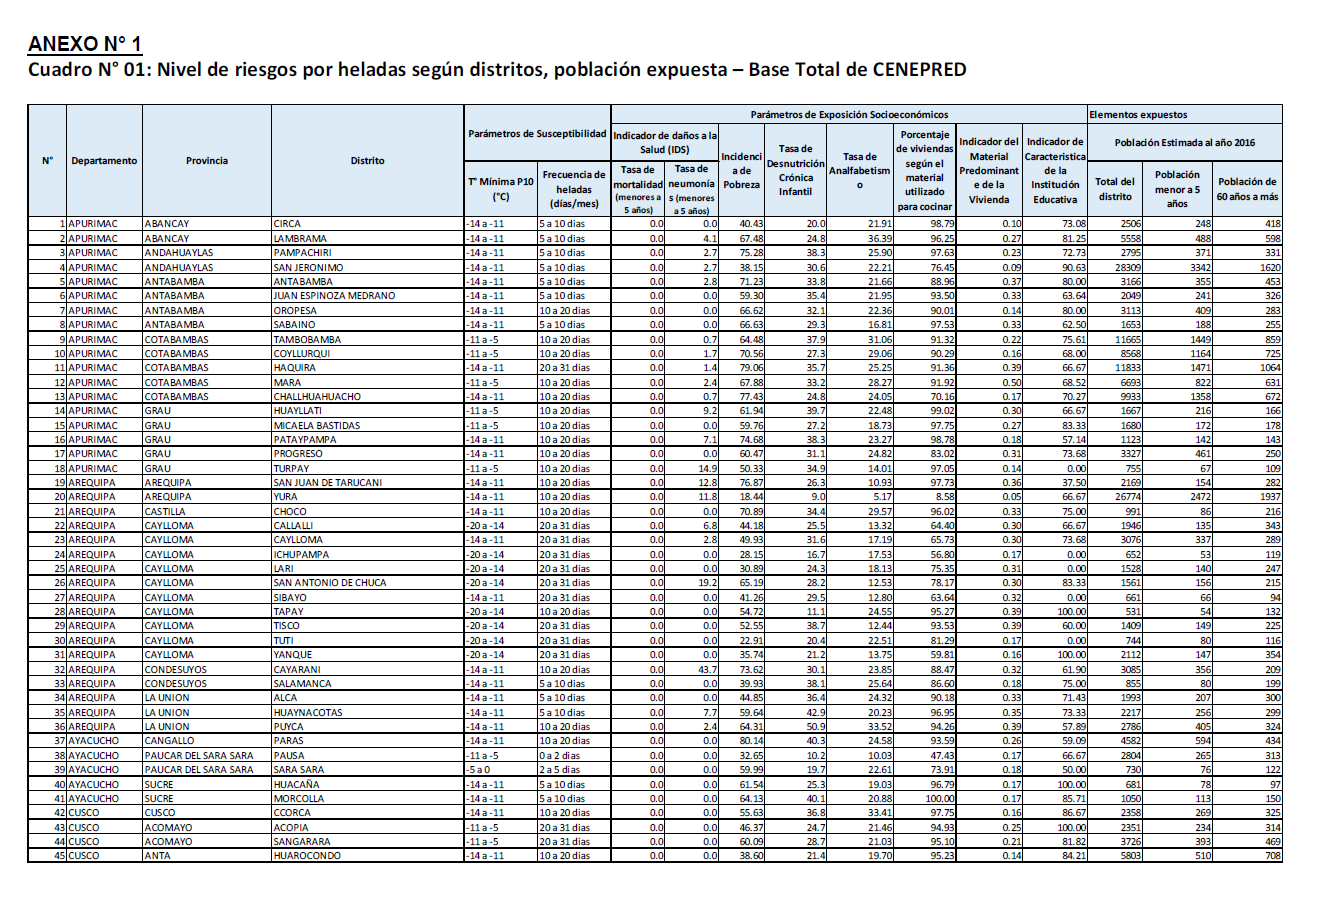 ANEXO N° 1
Cuadro N° 01: Nivel de riesgos por heladas según distritos, población expuesta – Base Total de CENEPRED
N° Departamento Provincia Distrito Parámetros de Susceptibilidad Parámetros de Exposición Socioeconómicos Elementos expuestos
Indicador de daños a la Salud (IDS) Incidencia de Pobreza Tasa de Desnutrición Crónica Infantil Tasa de Analfabetismo Porcentaje de viviendas según el material utilizado para cocinar Indicador del Material Predominante de la Vivienda Indicador de Caracteristica de la Institución Educativa Población Estimada al año 2016
T° Mínima P10 (°C) Frecuencia de heladas (días/mes) Tasa de mortalidad (menores a 5 años) Tasa de neumonías (menores a 5 años) Total del distrito Población menor a 5 años Población de 60 años a más
1 APURIMAC ABANCAY CIRCA -14 a -11 5 a 10 dias 0.0 0.0 40.43 20.0 21.91 98.79 0.10 73.08 2506 248 418
2 APURIMAC ABANCAY LAMBRAMA -14 a -11 5 a 10 dias 0.0 4.1 67.48 24.8 36.39 96.25 0.27 81.25 5558 488 598
3 APURIMAC ANDAHUAYLAS PAMPACHIRI -14 a -11 5 a 10 dias 0.0 2.7 75.28 38.3 25.90 97.63 0.23 72.73 2795 371 331
4 APURIMAC ANDAHUAYLAS SAN JERONIMO -14 a -11 5 a 10 dias 0.0 2.7 38.15 30.6 22.21 76.45 0.09 90.63 28309 3342 1620
5 APURIMAC ANTABAMBA ANTABAMBA -14 a -11 5 a 10 dias 0.0 2.8 71.23 33.8 21.66 88.96 0.37 80.00 3166 355 453
6 APURIMAC ANTABAMBA JUAN ESPINOZA MEDRANO -14 a -11 5 a 10 dias 0.0 0.0 59.30 35.4 21.95 93.50 0.33 63.64 2049 241 326
7 APURIMAC ANTABAMBA OROPESA -14 a -11 10 a 20 dias 0.0 0.0 66.62 32.1 22.36 90.01 0.14 80.00 3113 409 283
8 APURIMAC ANTABAMBA SABAINO -14 a -11 5 a 10 dias 0.0 0.0 66.63 29.3 16.81 97.53 0.33 62.50 1653 188 255
9 APURIMAC COTABAMBAS TAMBOBAMBA -11 a -5 10 a 20 dias 0.0 0.7 64.48 37.9 31.06 91.32 0.22 75.61 11665 1449 859
10 APURIMAC COTABAMBAS COYLLURQUI -11 a -5 10 a 20 dias 0.0 1.7 70.56 27.3 29.06 90.29 0.16 68.00 8568 1164 725
11 APURIMAC COTABAMBAS HAQUIRA -14 a -11 20 a 31 dias 0.0 1.4 79.06 35.7 25.25 91.36 0.39 66.67 11833 1471 1064
12 APURIMAC COTABAMBAS MARA -11 a -5 10 a 20 dias 0.0 2.4 67.88 33.2 28.27 91.92 0.50 68.52 6693 822 631
13 APURIMAC COTABAMBAS CHALLHUAHUACHO -14 a -11 10 a 20 dias 0.0 0.7 77.43 24.8 24.05 70.16 0.17 70.27 9933 1358 672
14 APURIMAC GRAU HUAYLLATI -11 a -5 10 a 20 dias 0.0 9.2 61.94 39.7 22.48 99.02 0.30 66.67 1667 216 166
15 APURIMAC GRAU MICAELA BASTIDAS -11 a -5 10 a 20 dias 0.0 0.0 59.76 27.2 18.73 97.75 0.27 83.33 1680 172 178
16 APURIMAC GRAU PATAYPAMPA -14 a -11 10 a 20 dias 0.0 7.1 74.68 38.3 23.27 98.78 0.18 57.14 1123 142 143
17 APURIMAC GRAU PROGRESO -14 a -11 10 a 20 dias 0.0 0.0 60.47 31.1 24.82 83.02 0.31 73.68 3327 461 250
18 APURIMAC GRAU TURPAY -11 a -5 10 a 20 dias 0.0 14.9 50.33 34.9 14.01 97.05 0.14 0.00 755 67 109
19 AREQUIPA AREQUIPA SAN JUAN DE TARUCANI -14 a -11 10 a 20 dias 0.0 12.8 76.87 26.3 10.93 97.73 0.36 37.50 2169 154 282
20 AREQUIPA AREQUIPA YURA -14 a -11 10 a 20 dias 0.0 11.8 18.44 9.0 5.17 8.58 0.05 66.67 26774 2472 1937
21 AREQUIPA CASTILLA CHOCO -14 a -11 10 a 20 dias 0.0 0.0 70.89 34.4 29.57 96.02 0.33 75.00 991 86 216
22 AREQUIPA CAYLLOMA CALLALLI -20 a -14 20 a 31 dias 0.0 6.8 44.18 25.5 13.32 64.40 0.30 66.67 1946 135 343
23 AREQUIPA CAYLLOMA CAYLLOMA -14 a -11 20 a 31 dias 0.0 2.8 49.93 31.6 17.19 65.73 0.30 73.68 3076 337 289
24 AREQUIPA CAYLLOMA ICHUPAMPA -20 a -14 20 a 31 dias 0.0 0.0 28.15 16.7 17.53 56.80 0.17 0.00 652 53 119
25 AREQUIPA CAYLLOMA LARI -20 a -14 20 a 31 dias 0.0 0.0 30.89 24.3 18.13 75.35 0.31 0.00 1528 140 247
26 AREQUIPA CAYLLOMA SAN ANTONIO DE CHUCA -20 a -14 20 a 31 dias 0.0 19.2 65.19 28.2 12.53 78.17 0.30 83.33 1561 156 215
27 AREQUIPA CAYLLOMA SIBAYO -14 a -11 20 a 31 dias 0.0 0.0 41.26 29.5 12.80 63.64 0.32 0.00 661 66 94
28 AREQUIPA CAYLLOMA TAPAY -20 a -14 10 a 20 dias 0.0 0.0 54.72 11.1 24.55 95.27 0.39 100.00 531 54 132
29 AREQUIPA CAYLLOMA TISCO -20 a -14 20 a 31 dias 0.0 0.0 52.55 38.7 12.44 93.53 0.39 60.00 1409 149 225
30 AREQUIPA CAYLLOMA TUTI -20 a -14 20 a 31 dias 0.0 0.0 22.91 20.4 22.51 81.29 0.17 0.00 744 80 116
31 AREQUIPA CAYLLOMA YANQUE -20 a -14 20 a 31 dias 0.0 0.0 35.74 21.2 13.75 59.81 0.16 100.00 2112 147 354
32 AREQUIPA CONDESUYOS CAYARANI -14 a -11 10 a 20 dias 0.0 43.7 73.62 30.1 23.85 88.47 0.32 61.90 3085 356 209
33 AREQUIPA CONDESUYOS SALAMANCA -14 a -11 5 a 10 dias 0.0 0.0 39.93 38.1 25.64 86.60 0.18 75.00 855 80 199
34 AREQUIPA LA UNION ALCA -14 a -11 5 a 10 dias 0.0 0.0 44.85 36.4 24.32 90.18 0.33 71.43 1993 207 300
35 AREQUIPA LA UNION HUAYNACOTAS -14 a -11 5 a 10 dias 0.0 7.7 59.64 42.9 20.23 96.95 0.35 73.33 2217 256 299
36 AREQUIPA LA UNION PUYCA -14 a -11 10 a 20 dias 0.0 2.4 64.31 50.9 33.52 94.26 0.39 57.89 2786 405 324
37 AYACUCHO CANGALLO PARAS -14 a -11 10 a 20 dias 0.0 0.0 80.14 40.3 24.58 93.59 0.26 59.09 4582 594 434
38 AYACUCHO PAUCAR DEL SARA SARA PAUSA -11 a -5 0 a 2 dias 0.0 0.0 32.65 10.2 10.03 47.43 0.17 66.67 2804 265 313
39 AYACUCHO PAUCAR DEL SARA SARA SARA SARA -5 a 0 2 a 5 dias 0.0 0.0 59.99 19.7 22.61 73.91 0.18 50.00 730 76 122
40 AYACUCHO SUCRE HUACAÑA -14 a -11 5 a 10 dias 0.0 0.0 61.54 25.3 19.03 96.79 0.17 100.00 681 78 97
41 AYACUCHO SUCRE MORCOLLA -14 a -11 5 a 10 dias 0.0 0.0 64.13 40.1 20.88 100.00 0.17 85.71 1050 113 150
42 CUSCO CUSCO CCORCA -14 a -11 10 a 20 dias 0.0 0.0 55.63 36.8 33.41 97.75 0.16 86.67 2358 269 325
43 CUSCO ACOMAYO ACOPIA -11 a -5 20 a 31 dias 0.0 0.0 46.37 24.7 21.46 94.93 0.25 100.00 2351 234 314
44 CUSCO ACOMAYO SANGARARA -11 a -5 20 a 31 dias 0.0 0.0 60.09 28.7 21.03 95.10 0.21 81.82 3726 393 469
45 CUSCO ANTA HUAROCONDO -14 a -11 10 a 20 dias 0.0 0.0 38.60 21.4 19.70 95.23 0.14 84.21 5803 510 708